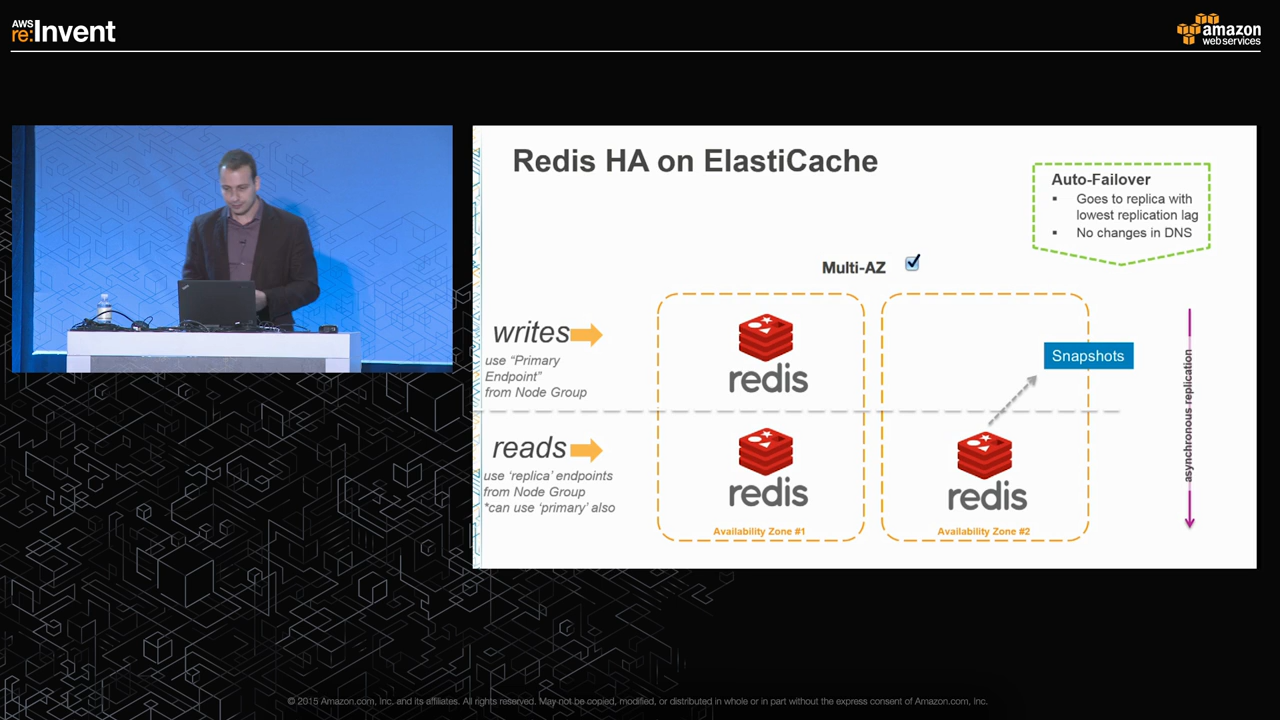 AWS
re:Invent
amazon
web services
Redis HA on ElastiCache
Auto-Failover
▪ Goes to replica with
lowest replication lag
▪ No changes in DNS
Multi-AZ
writes
use “Primary
Endpoint”
from Node Group
redis
Snapshots
asynchronous replication
reads
use ‘replica’ endpoints
from Node Group
*can use ‘primary’ also
redis
redis
Availability Zone #1
Availability Zone #2
© 2015 Amazon.com, Inc. and its affiliates. All rights reserved. May not be copied, modified, or distributed in whole or in part without the express consent of Amazon.com, Inc.